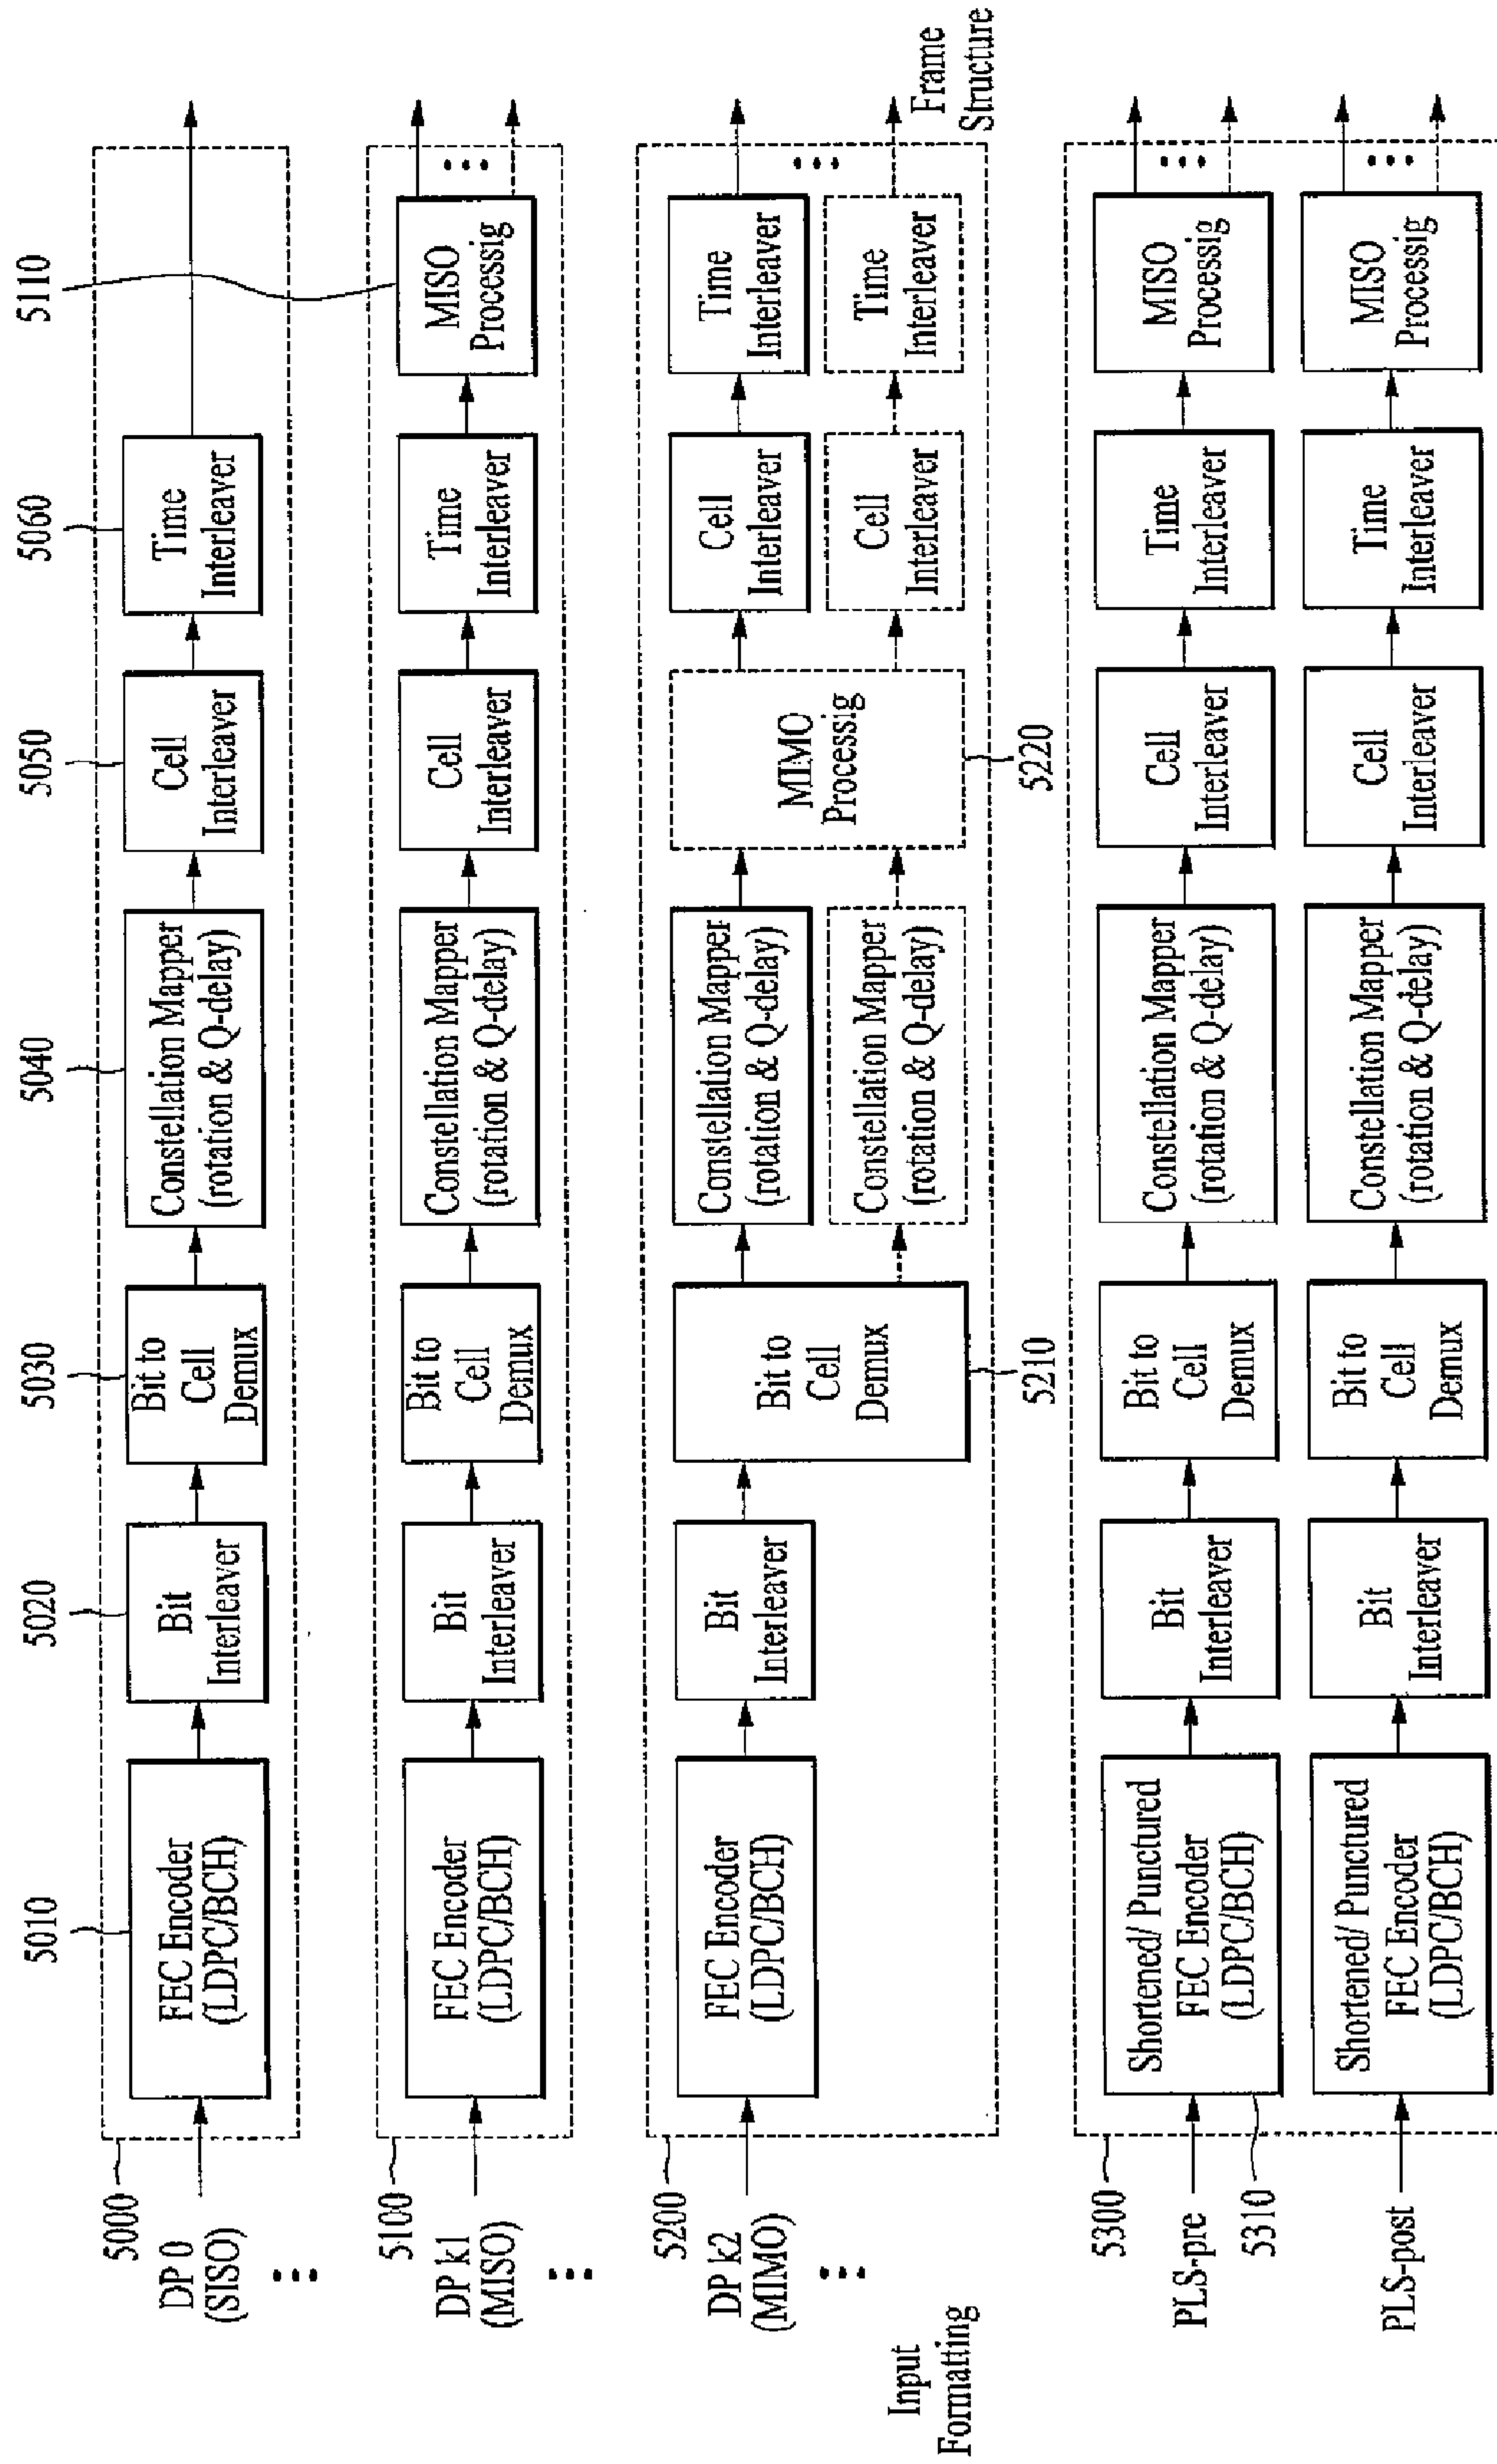 5010
5020
5030
5040
5050
5060
5110
5000
DP 0
(SISO)
FEC Encoder
(LDPC/BCH)
Bit
Interleaver
Bit to
Cell
Demux
Constellation Mapper
(rotation & Q-delay)
Cell
Interleaver
Time
Interleaver
5100
DP k1
(MISO)
FEC Encoder
(LDPC/BCH)
Bit
Interleaver
Bit to
Cell
Demux
Constellation Mapper
(rotation & Q-delay)
Cell
Interleaver
Time
Interleaver
MISO
Processig
5200
DP k2
(MIMO)
FEC Encoder
(LDPC/BCH)
Bit
Interleaver
Bit to
Cell
Demux
5210
Constellation Mapper
(rotation & Q-delay)
Constellation Mapper
(rotation & Q-delay)
MIMO
Processig
5220
Cell
Interleaver
Cell
Interleaver
Time
Interleaver
Time
Interleaver
Input
Formatting
Frame
Structure
5300
PLS-pre
5310
Shortened/ Punctured
FEC Encoder
(LDPC/BCH)
Bit
Interleaver
Bit to
Cell
Demux
Constellation Mapper
(rotation & Q-delay)
Cell
Interleaver
Time
Interleaver
MISO
Processig
PLS-post
Shortened/ Punctured
FEC Encoder
(LDPC/BCH)
Bit
Interleaver
Bit to
Cell
Demux
Constellation Mapper
(rotation & Q-delay)
Cell
Interleaver
Time
Interleaver
MISO
Processig